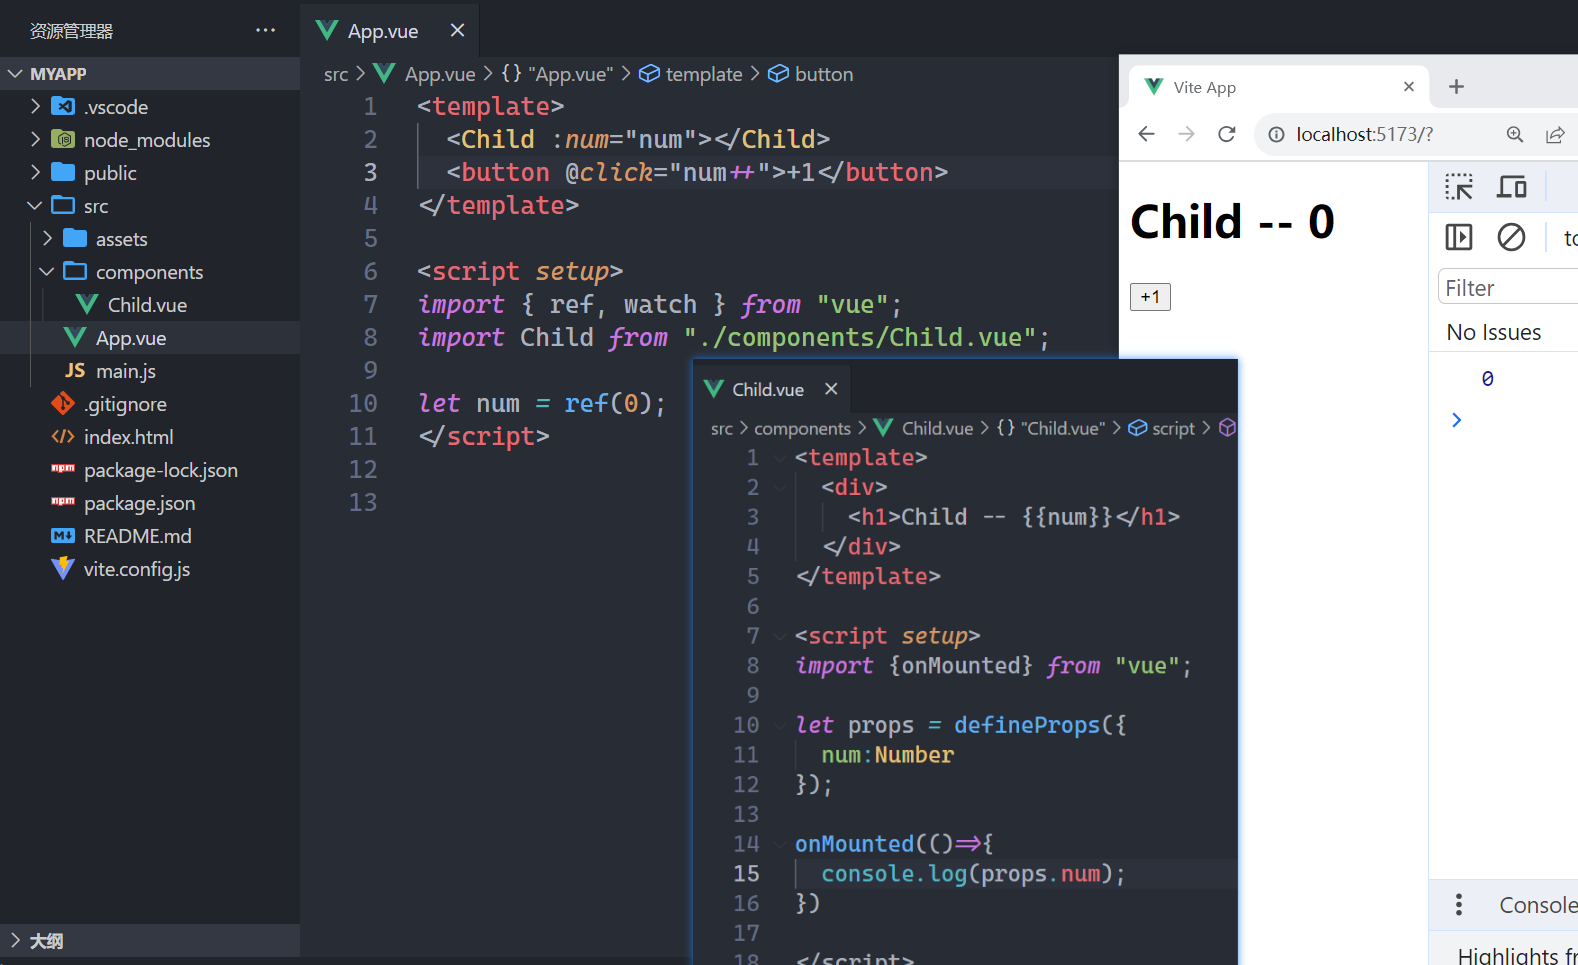 资源管理器
MYAPP
.vscode
node_modules
public
src
assets
components
Child.vue
App.vue
JS main.js
.gitignore
index.html
package-lock.json
package.json
README.md
vite.config.js
大纲
App.vue
src > App.vue > {} "App.vue" > template > button
1 <template>
2 <Child :num="num"></Child>
3 <button @click="num++">+1</button>
4 </template>
5
6 <script setup>
7 import { ref, watch } from "vue";
8 import Child from "./components/Child.vue";
9
10 let num = ref(0);
11 </script>
12
13
Child.vue
src > components > Child.vue > {} "Child.vue" > script >
1 <template>
2 <div>
3 <h1>Child -- {{num}}</h1>
4 </div>
5 </template>
6
7 <script setup>
8 import {onMounted} from "vue";
9
10 let props = defineProps({
11 num:Number
12 });
13
14 onMounted(()=>{
15 console.log(props.num);
16 })
17
18 </script>
Vite App
localhost:5173/?
Child -- 0
+1
Filter
No Issues
0
Console
Highlights